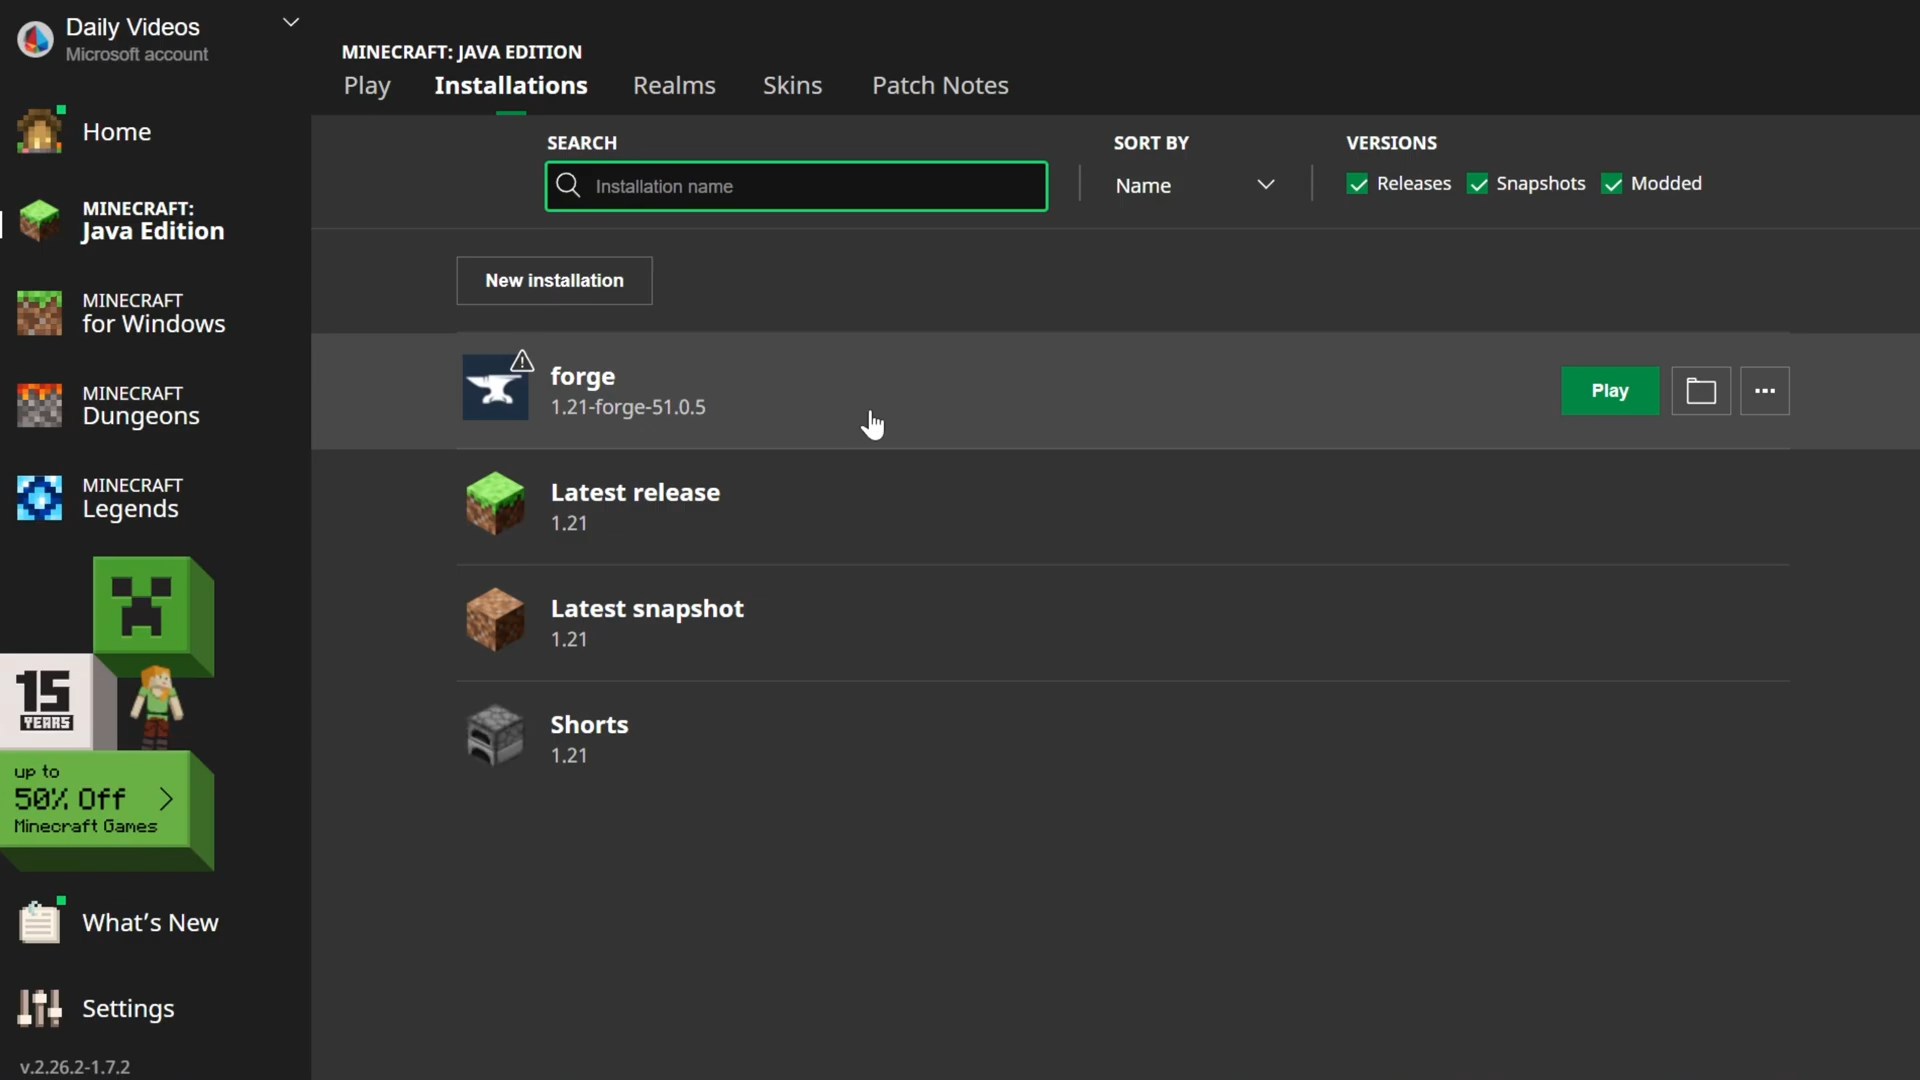 Daily Videos
Microsoft account
MINECRAFT: JAVA EDITION
Play Installations Realms Skins Patch Notes
Home
MINECRAFT:
Java Edition
MINECRAFT
for Windows
MINECRAFT
Dungeons
MINECRAFT
Legends
15
YEARS
up to
50% Off
Minecraft Games
What's New
Settings
v.2.26.2-1.7.2
SEARCH
Installation name
SORT BY
Name
VERSIONS
Releases Snapshots Modded
New installation
forge
1.21-forge-51.0.5
Play
Latest release
1.21
Latest snapshot
1.21
Shorts
1.21